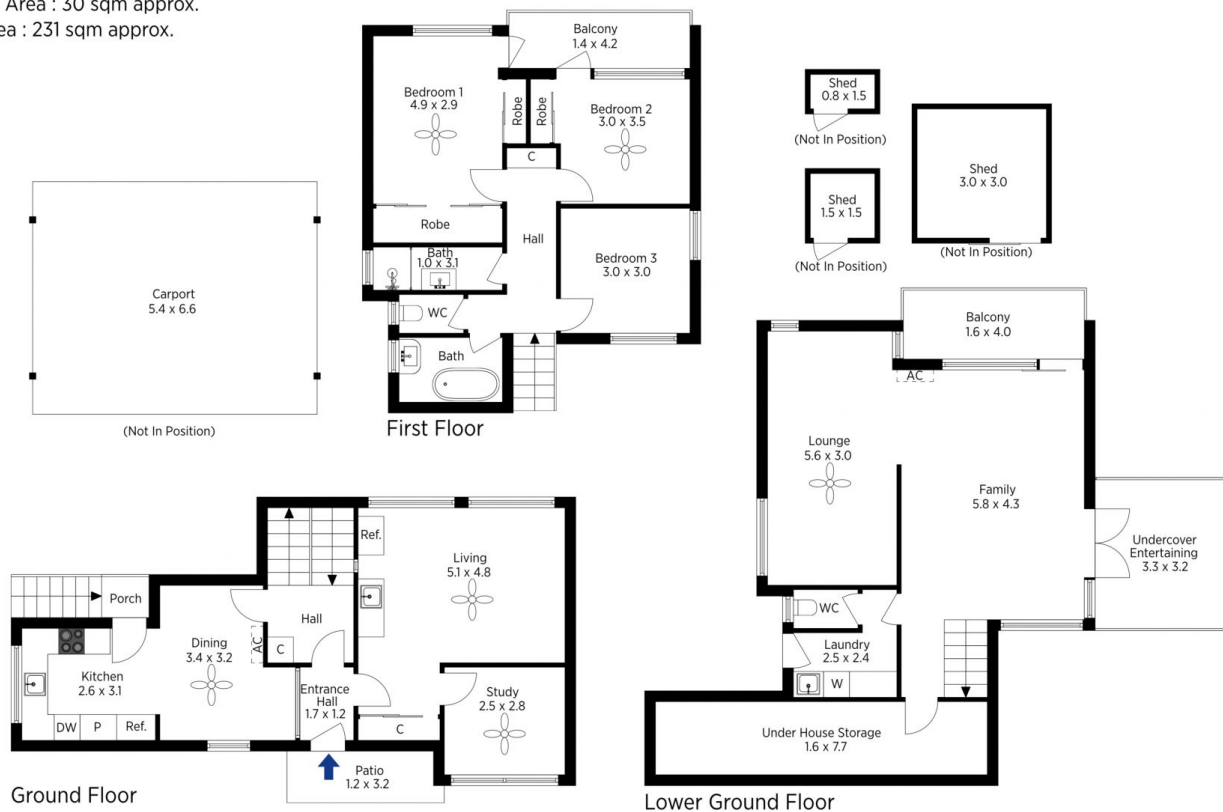 Area : 30 sqm approx.
ea : 231 sqm approx.
Balcony
1.4 x 4.2
Bedroom 1
4.9 x 2.9
Robe
Robe
Bedroom 2
3.0 x 3.5
C
Robe
Hall
Bath
1.0 x 3.1
Bedroom 3
3.0 x 3.0
WC
Bath
First Floor
Carport
5.4 x 6.6
(Not In Position)
Shed
0.8 x 1.5
(Not In Position)
Shed
1.5 x 1.5
(Not In Position)
Shed
3.0 x 3.0
(Not In Position)
Porch
Kitchen
2.6 x 3.1
DW
P
Ref.
Dining
3.4 x 3.2
AC
Hall
C
Entrance
Hall
1.7 x 1.2
Ref.
Living
5.1 x 4.8
C
Study
2.5 x 2.8
Patio
1.2 x 3.2
Ground Floor
Balcony
1.6 x 4.0
AC
Lounge
5.6 x 3.0
Family
5.8 x 4.3
Undercover
Entertaining
3.3 x 3.2
WC
Laundry
2.5 x 2.4
W
Under House Storage
1.6 x 7.7
Lower Ground Floor